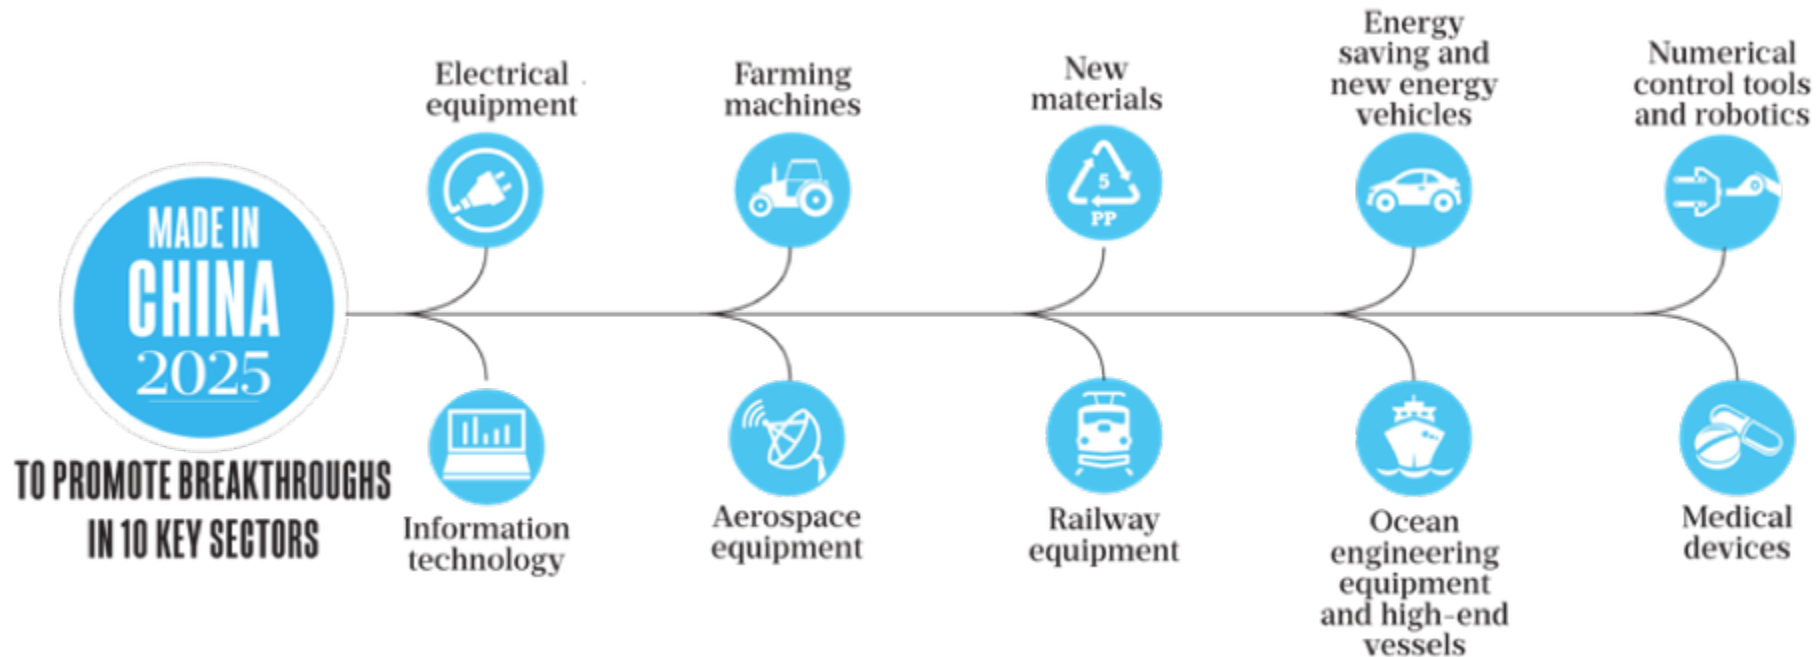 MADE IN
CHINA
2025
TO PROMOTE BREAKTHROUGHS
IN 10 KEY SECTORS
Electrical
equipment
Farming
machines
New
materials
5
PP
Energy
saving and
new energy
vehicles
Numerical
control tools
and robotics
Information
technology
Aerospace
equipment
Railway
equipment
Ocean
engineering
equipment
and high-end
vessels
Medical
devices